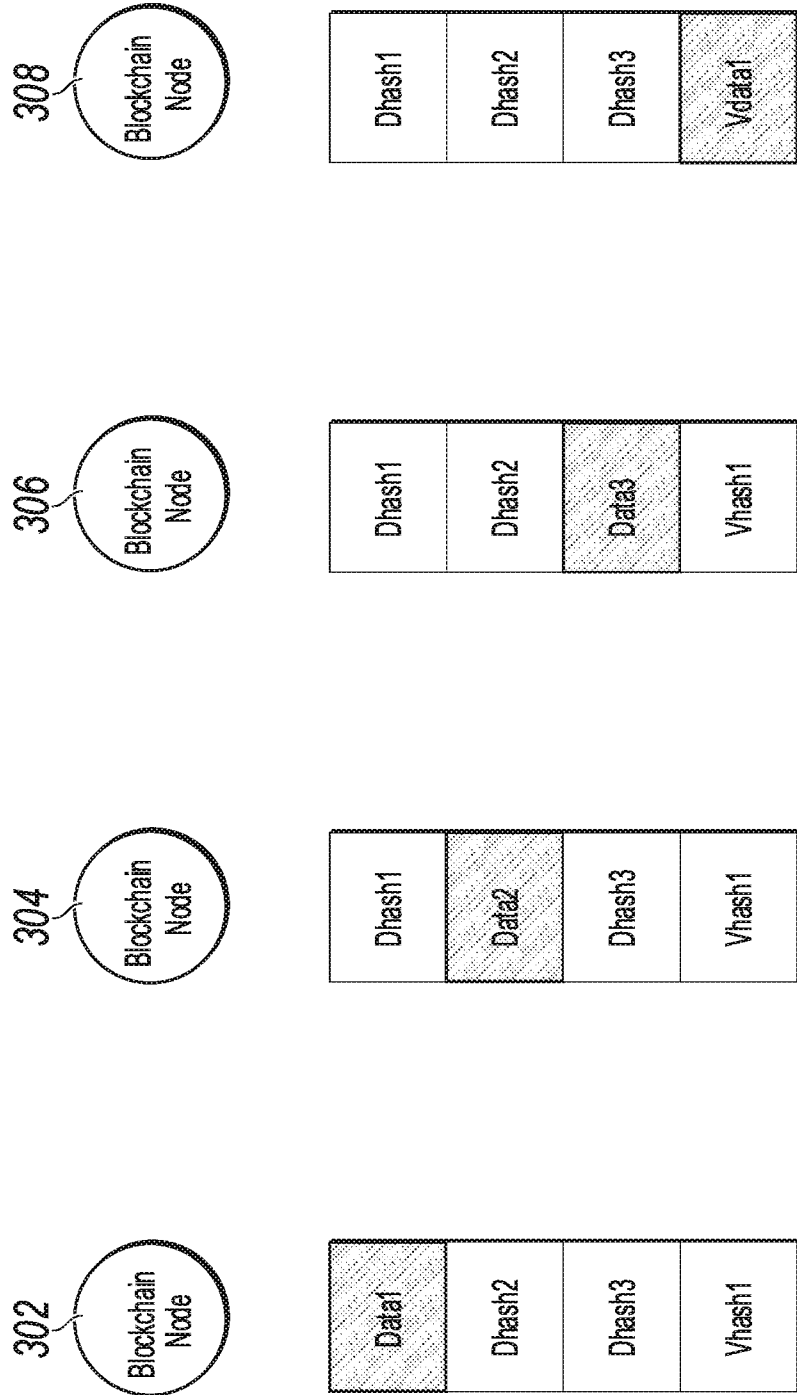 302
Blockchain
Node
Data1
Dhash2
Dhash3
Vhash1
304
Blockchain
Node
Dhash1
Data2
Dhash3
Vhash1
306
Blockchain
Node
Dhash1
Dhash2
Data3
Vhash1
308
Blockchain
Node
Dhash1
Dhash2
Dhash3
Vdata1